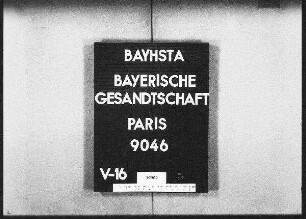 BAYHSTA
BAYERISCHE
GESANDTSCHAFT
PARIS
9046
V-16